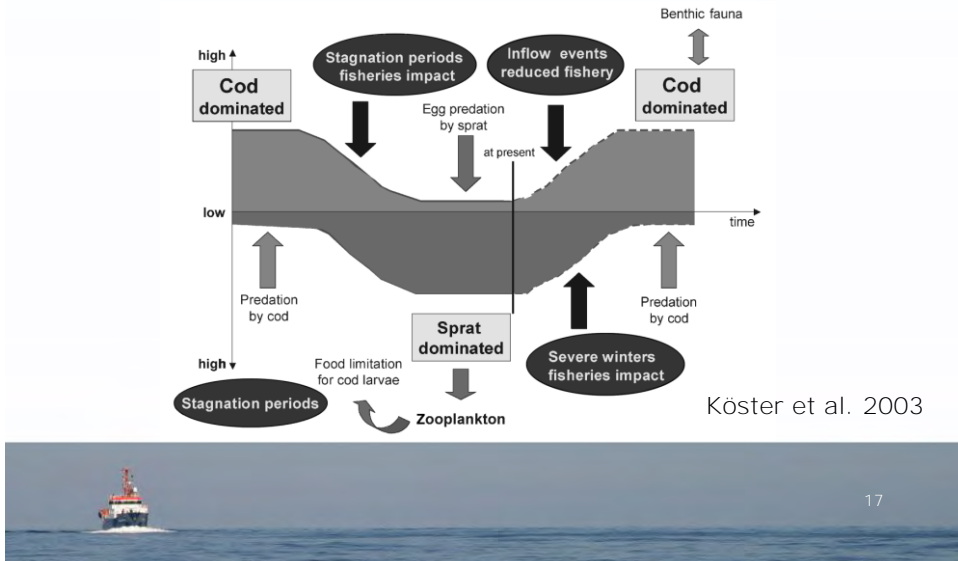 Benthic fauna
high
Stagnation periods
fisheries impact
Inflow events
reduced fishery
Cod
dominated
Cod
dominated
Egg predation
by sprat
at present
low
time
Predation
by cod
Predation
by cod
Sprat
dominated
Severe winters
fisheries impact
high
Food limitation
for cod larvae
Stagnation periods
Zooplankton
Köster et al. 2003
17